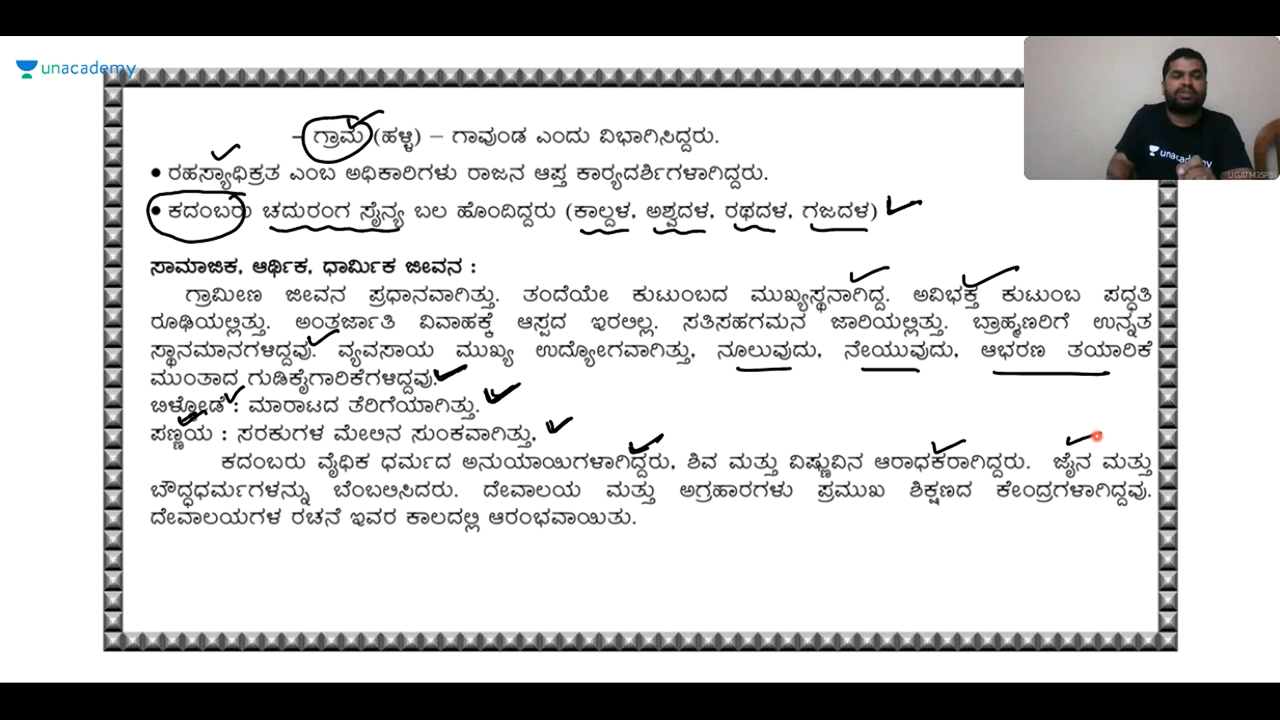 unacademy
– ಗ್ರಾಮ (ಹಳ್ಳಿ) – ಗಾವುಂಡ ಎಂದು ವಿಭಾಗಿಸಿದ್ದರು.
unacademy
UGATM35P8I
• ರಹಸ್ಯಾಧಿಕ್ರತ ಎಂಬ ಅಧಿಕಾರಿಗಳು ರಾಜನ ಆಪ್ತ ಕಾರ‍್ಯದರ್ಶಿಗಳಾಗಿದ್ದರು.
• ಕದಂಬರು ಚದುರಂಗ ಸೈನ್ಯ ಬಲ ಹೊಂದಿದ್ದರು (ಕಾಲ್ದಳ, ಅಶ್ವದಳ, ರಥದಳ, ಗಜದಳ)
ಸಾಮಾಜಿಕ, ಆರ್ಥಿಕ, ಧಾರ್ಮಿಕ ಜೀವನ :
ಗ್ರಾಮೀಣ ಜೀವನ ಪ್ರಧಾನವಾಗಿತ್ತು. ತಂದೆಯೇ ಕುಟುಂಬದ ಮುಖ್ಯಸ್ಥನಾಗಿದ್ದ. ಅವಿಭಕ್ತ ಕುಟುಂಬ ಪದ್ಧತಿ
ರೂಢಿಯಲ್ಲಿತ್ತು. ಅಂತರ್ಜಾತಿ ವಿವಾಹಕ್ಕೆ ಆಸ್ಪದ ಇರಲಿಲ್ಲ. ಸತಿಸಹಗಮನ ಜಾರಿಯಲ್ಲಿತ್ತು. ಬ್ರಾಹ್ಮಣರಿಗೆ ಉನ್ನತ
ಸ್ಥಾನಮಾನಗಳಿದ್ದವು. ವ್ಯವಸಾಯ ಮುಖ್ಯ ಉದ್ಯೋಗವಾಗಿತ್ತು, ನೂಲುವುದು, ನೇಯುವುದು, ಆಭರಣ ತಯಾರಿಕೆ
ಮುಂತಾದ ಗುಡಿಕೈಗಾರಿಕೆಗಳಿದ್ದವು.
ಬಿಳ್ಕೋಡೆ : ಮಾರಾಟದ ತೆರಿಗೆಯಾಗಿತ್ತು.
ಪಣ್ಣಯ : ಸರಕುಗಳ ಮೇಲಿನ ಸುಂಕವಾಗಿತ್ತು,
ಕದಂಬರು ವೈಧಿಕ ಧರ್ಮದ ಅನುಯಾಯಿಗಳಾಗಿದ್ದರು, ಶಿವ ಮತ್ತು ವಿಷ್ಣುವಿನ ಆರಾಧಕರಾಗಿದ್ದರು. ಜೈನ ಮತ್ತು
ಬೌದ್ಧಧರ್ಮಗಳನ್ನು ಬೆಂಬಲಿಸಿದರು. ದೇವಾಲಯ ಮತ್ತು ಅಗ್ರಹಾರಗಳು ಪ್ರಮುಖ ಶಿಕ್ಷಣದ ಕೇಂದ್ರಗಳಾಗಿದ್ದವು.
ದೇವಾಲಯಗಳ ರಚನೆ ಇವರ ಕಾಲದಲ್ಲಿ ಆರಂಭವಾಯಿತು.